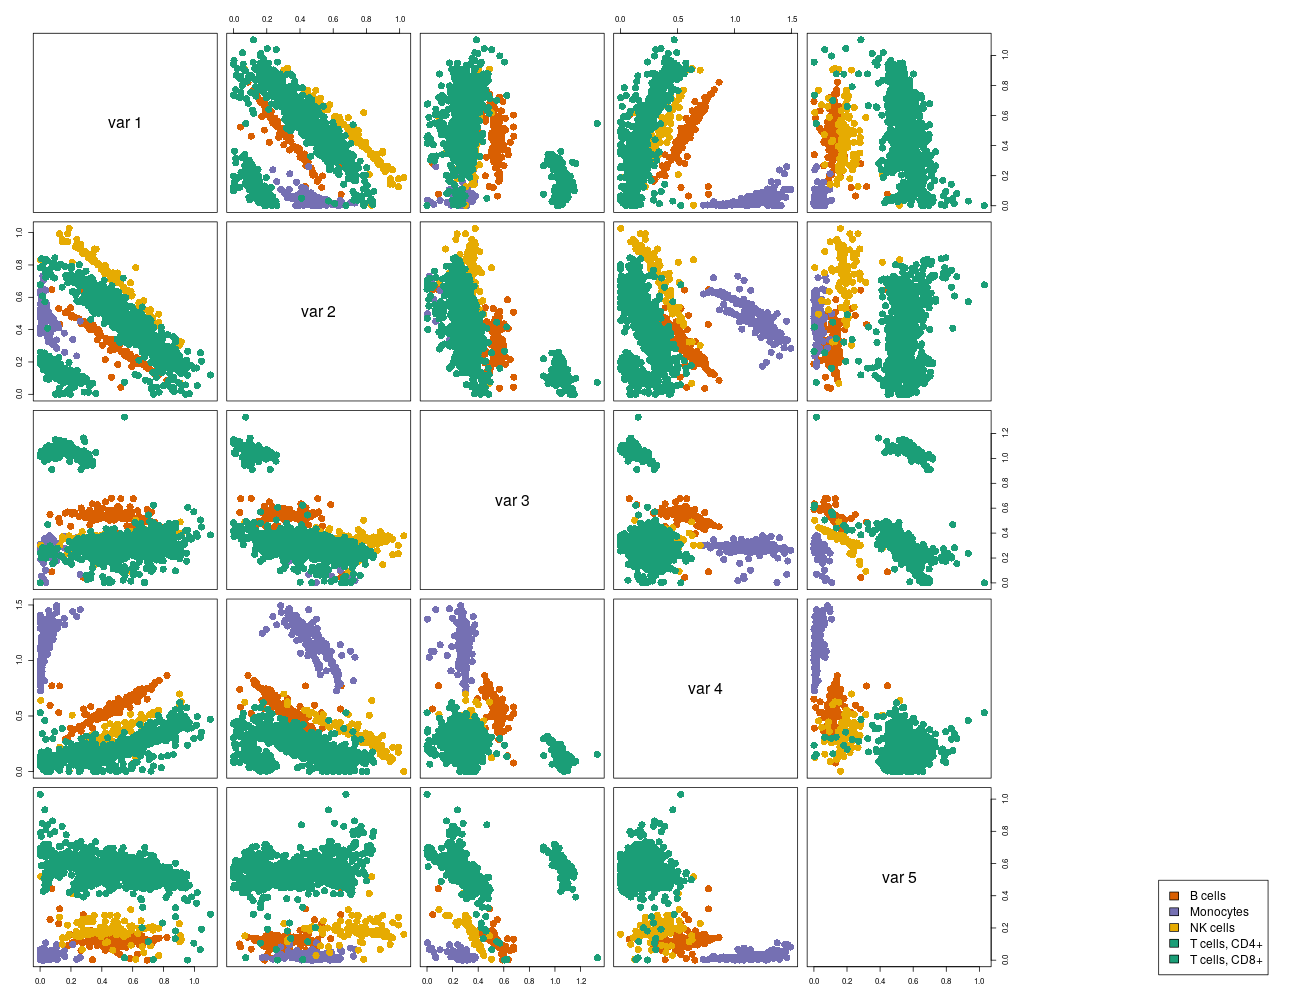 0.0 0.2 0.4 0.6 0.8 1.0
0.0 0.5 1.0 1.5
var 1
0.0 0.2 0.4 0.6 0.8 1.0
0.0 0.2 0.4 0.6 0.8 1.0
var 2
var 3
0.0 0.2 0.4 0.6 0.8 1.0 1.2
0.0 0.5 1.0 1.5
var 4
var 5
0.0 0.2 0.4 0.6 0.8 1.0
B cells
Monocytes
NK cells
T cells, CD4+
T cells, CD8+
0.0 0.2 0.4 0.6 0.8 1.0
0.0 0.2 0.4 0.6 0.8 1.0 1.2
0.0 0.2 0.4 0.6 0.8 1.0